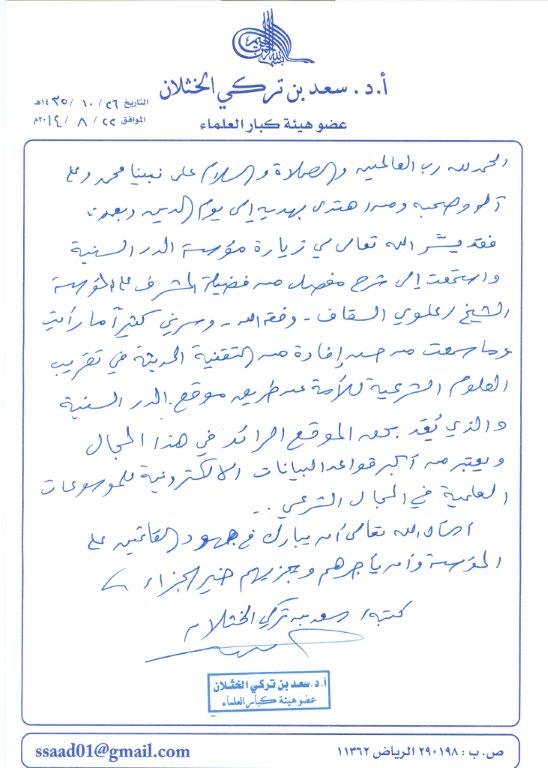 أ.د. سعد بن تركي الخثلان
عضو هيئة كبار العلماء
التاريخ ٢٦ / ١٠ / ١٤٣٥هـ
الموافق ٢٢ / ٨ / ٢٠١٤م
الحمد لله رب العالمين والصلاة والسلام على نبينا محمد وعلى
آله وصحبه ومن اهتدى بهديه إلى يوم الدين وبعد:
فقد يسّر الله تعالى لي زيارة مؤسسة الدرر السنية
واستمعت إلى شرح مفصل من فضيلة المشرف على المؤسسة
الشيخ / علوي السقاف - وفقه الله - وسرني كثيراً ما رأيت
وما سمعت من حسن إفادة من التقنية الحديثة في تقريب
العلوم الشرعية للأمة عن طريق موقع الدرر السنية
والذي يُعَد بحق الموقع الرائد في هذا المجال
ويعتبر من أكبر قواعد البيانات الإلكترونية للموسوعات
العلمية في المجال الشرعي ..
أسأل الله تعالى أن يبارك في جهود القائمين على
المؤسسة وأن يأجرهم ويجزيهم خير الجزاء
كتبه / سعد بن تركي الخثلان
أ.د. سعد بن تركي الخثلان
عضو هيئة كبار العلماء
ص.ب : ٢٩٠١٩٨ الرياض ١١٣٦٢
ssaad01@gmail.com